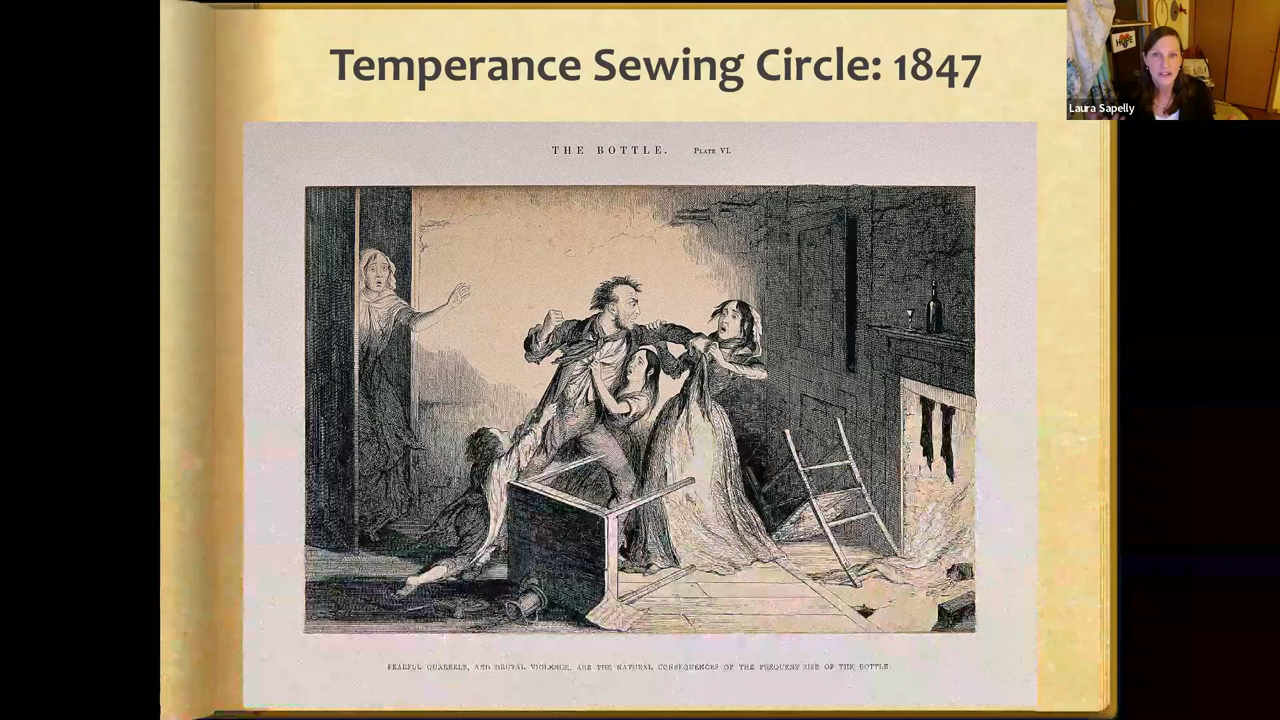 Temperance Sewing Circle: 1847
HOPE
Laura Sapelly
THE BOTTLE. PLATE VI.
FEARFUL QUARRELS, AND BRUTAL VIOLENCE, ARE THE NATURAL CONSEQUENCES OF THE FREQUENT USE OF THE BOTTLE.